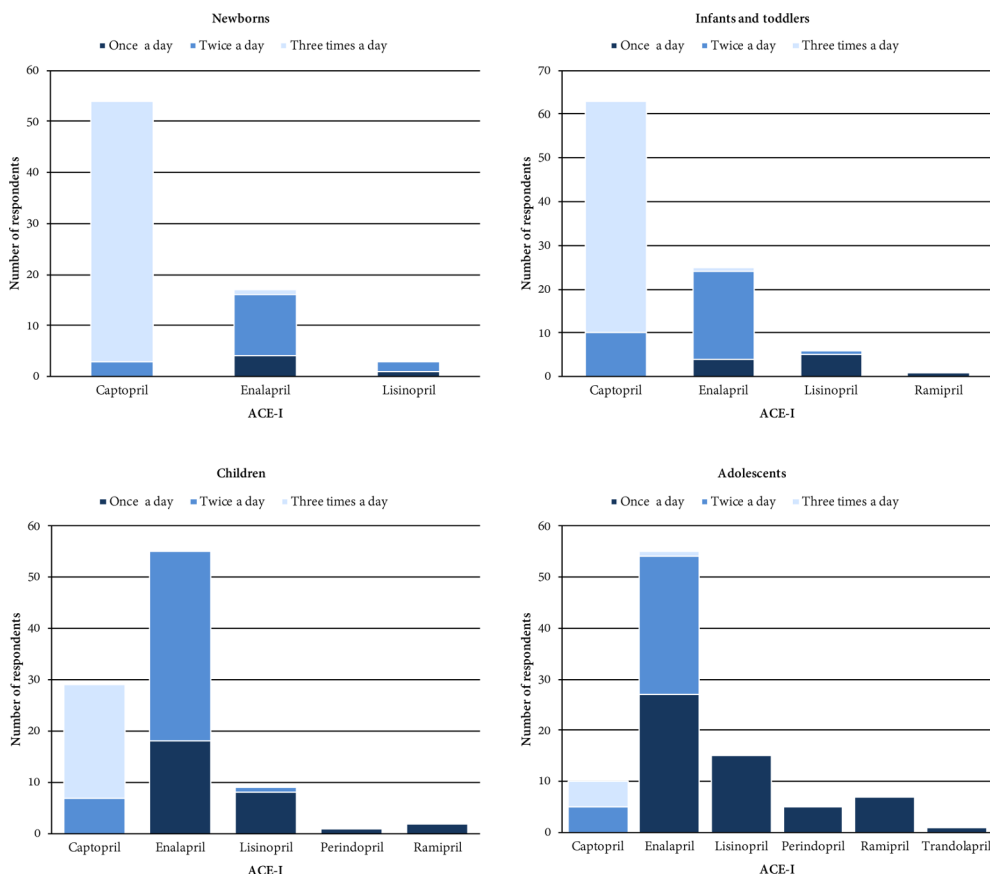 Newborns
Once a day Twice a day Three times a day
60
50
40
30
20
10
0
Number of respondents
Captopril Enalapril Lisinopril
ACE-I
Infants and toddlers
Once a day Twice a day Three times a day
70
60
50
40
30
20
10
0
Number of respondents
Captopril Enalapril Lisinopril Ramipril
ACE-I
Children
Once a day Twice a day Three times a day
60
50
40
30
20
10
0
Number of respondents
Captopril Enalapril Lisinopril Perindopril Ramipril
ACE-I
Adolescents
Once a day Twice a day Three times a day
60
50
40
30
20
10
0
Number of respondents
Captopril Enalapril Lisinopril Perindopril Ramipril Trandolapril
ACE-I